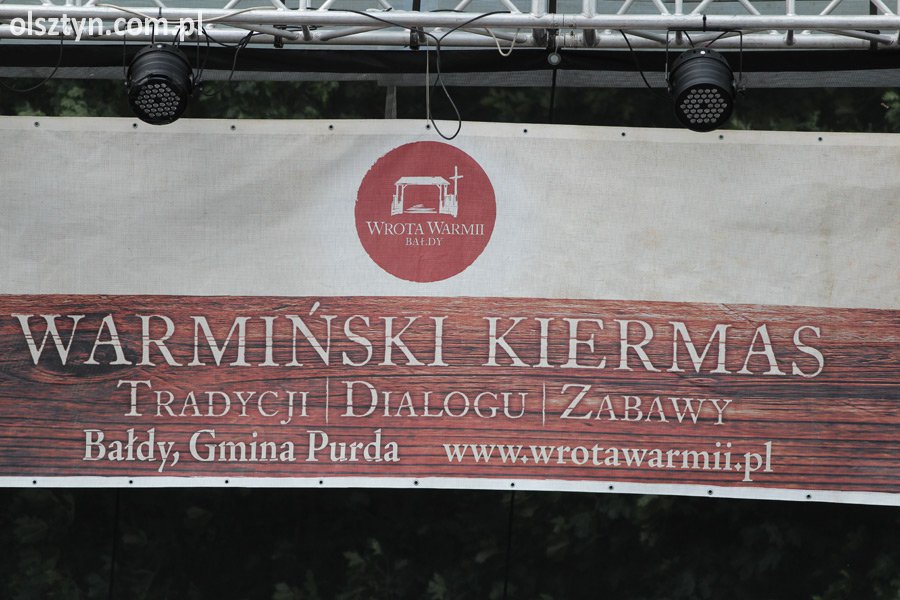 olsztyn.com.pl
WROTA WARMII
BAŁDY
WARMIŃSKI KIERMAS
TRADYCJI | DIALOGU | ZABAWY
Bałdy, Gmina Purda www.wrotawarmii.pl